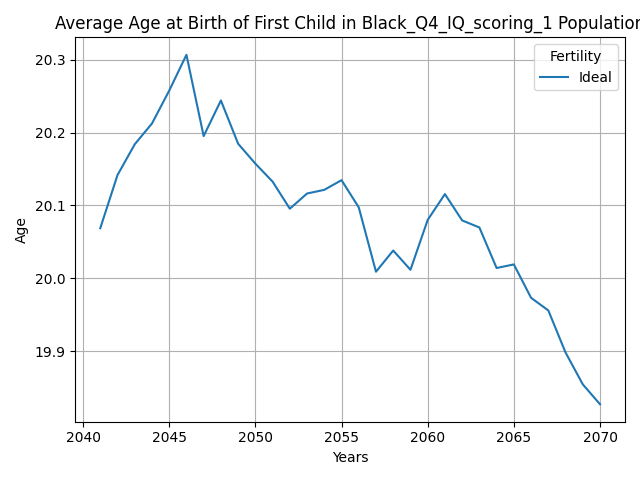 Average Age at Birth of First Child in Black_Q4_IQ_scoring_1 Population
Fertility
Ideal
Age
20.3
20.2
20.1
20.0
19.9
2040 2045 2050 2055 2060 2065 2070
Years